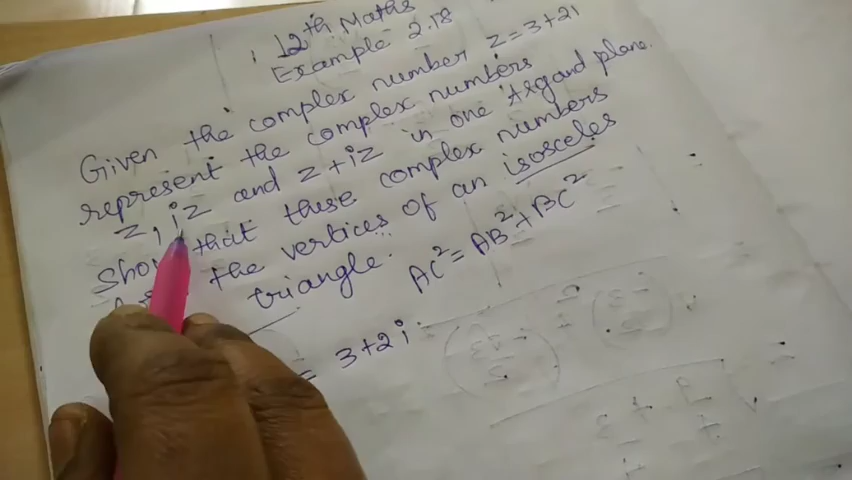 12th Maths
Example 2.18
Given the complex number z = 3+2i
represent the complex numbers
z, iz and z+iz in one Argand plane.
Show that these complex numbers
the vertices of an isosceles
triangle.
AC² = AB² + BC²
= 3+2i